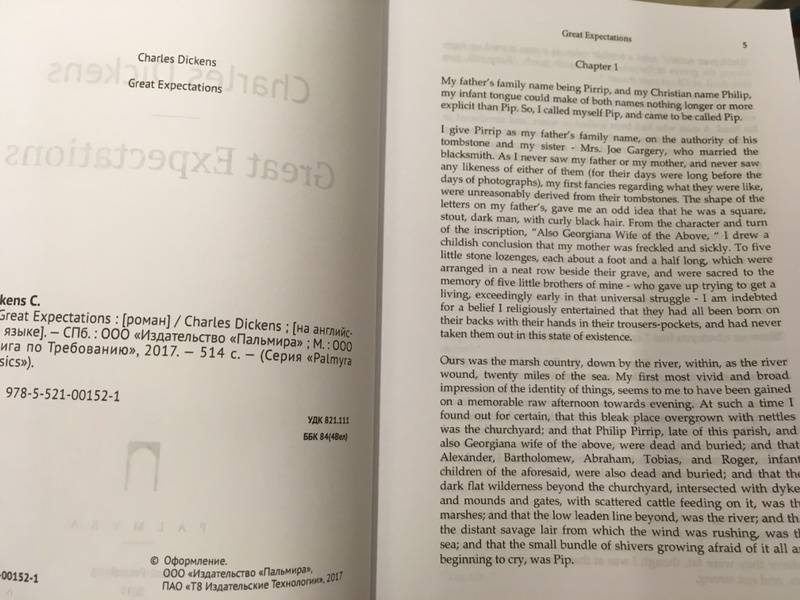 Charles Dickens
Great Expectations
kens C.
Great Expectations : [роман] / Charles Dickens ; [на английс-
языке]. — СПб. : ООО «Издательство «Пальмира» ; М. : ООО
ига по Требованию», 2017. — 514 с. — (Серия «Palmyra
sics»).
978-5-521-00152-1
УДК 821.111
ББК 84(4Вел)
PALMYRA
00152-1
© Оформление.
ООО «Издательство «Пальмира»,
ПАО «Т8 Издательские Технологии», 2017
Great Expectations
5
Chapter 1
My father's family name being Pirrip, and my Christian name Philip,
my infant tongue could make of both names nothing longer or more
explicit than Pip. So, I called myself Pip, and came to be called Pip.
I give Pirrip as my father's family name, on the authority of his
tombstone and my sister - Mrs. Joe Gargery, who married the
blacksmith. As I never saw my father or my mother, and never saw
any likeness of either of them (for their days were long before the
days of photographs), my first fancies regarding what they were like,
were unreasonably derived from their tombstones. The shape of the
letters on my father's, gave me an odd idea that he was a square,
stout, dark man, with curly black hair. From the character and turn
of the inscription, "Also Georgiana Wife of the Above, " I drew a
childish conclusion that my mother was freckled and sickly. To five
little stone lozenges, each about a foot and a half long, which were
arranged in a neat row beside their grave, and were sacred to the
memory of five little brothers of mine - who gave up trying to get a
living, exceedingly early in that universal struggle - I am indebted
for a belief I religiously entertained that they had all been born on
their backs with their hands in their trousers-pockets, and had never
taken them out in this state of existence.
Ours was the marsh country, down by the river, within, as the river
wound, twenty miles of the sea. My first most vivid and broad
impression of the identity of things, seems to me to have been gained
on a memorable raw afternoon towards evening. At such a time I
found out for certain, that this bleak place overgrown with nettles
was the churchyard; and that Philip Pirrip, late of this parish, and
also Georgiana wife of the above, were dead and buried; and that
Alexander, Bartholomew, Abraham, Tobias, and Roger, infant
children of the aforesaid, were also dead and buried; and that
dark flat wilderness beyond the churchyard, intersected with dyke
and mounds and gates, with scattered cattle feeding on it, was th
marshes; and that the low leaden line beyond, was the river; and th
the distant savage lair from which the wind was rushing, was th
sea; and that the small bundle of shivers growing afraid of it all a
beginning to cry, was Pip.